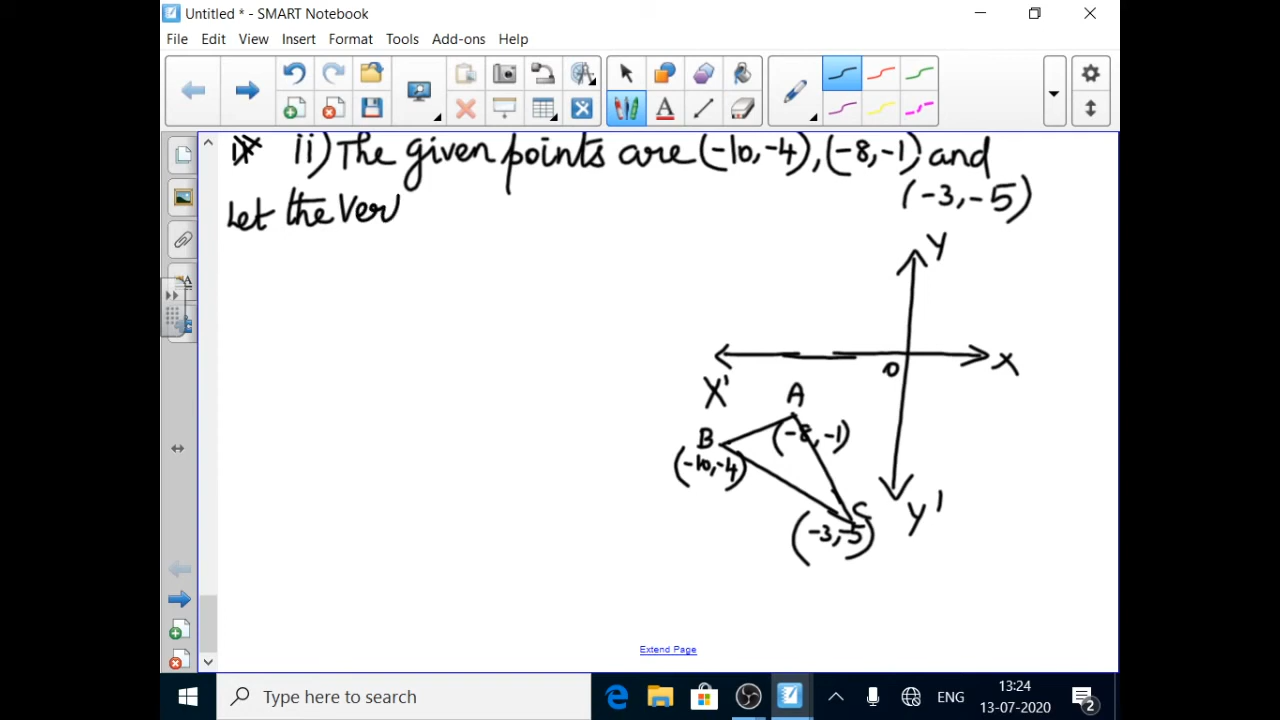 Untitled * - SMART Notebook
File Edit View Insert Format Tools Add-ons Help
ii) The given points are (-10,-4), (-8,-1) and
(-3,-5)
Let the Ver
Y
X' O X
A
(-8,-1)
B
(-10,-4)
C
(-3,-5)
Y'
Extend Page
Type here to search
ENG
13:24
13-07-2020
2